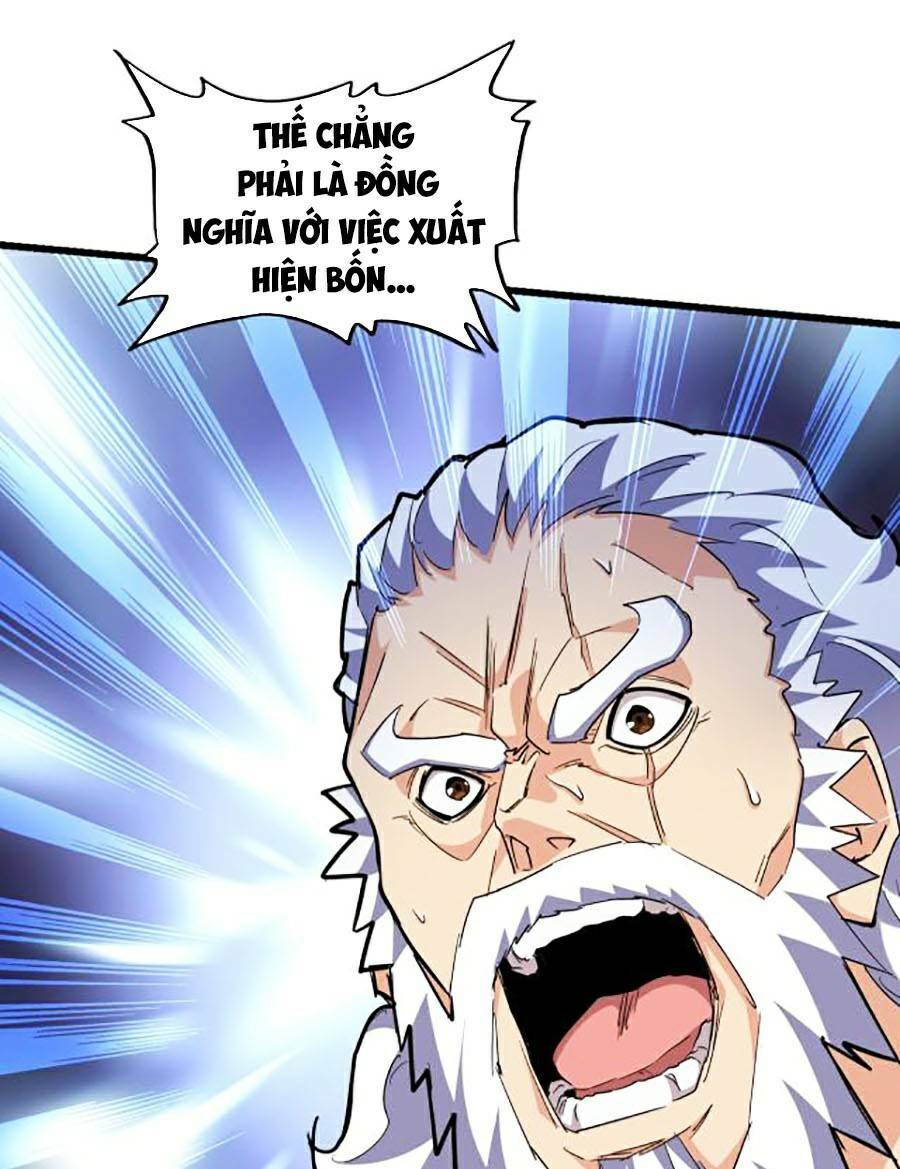 THẾ CHẲNG
PHẢI LÀ ĐỒNG
NGHĨA VỚI VIỆC XUẤT
HIỆN BỐN...